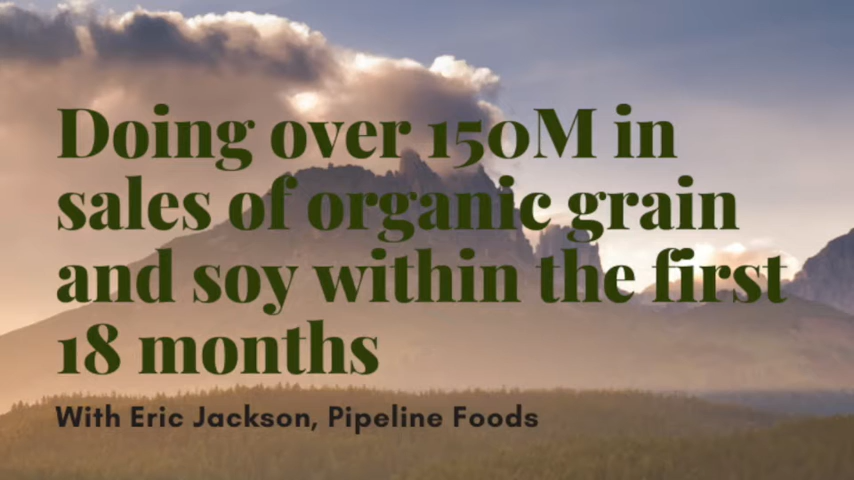 Doing over 150M in
sales of organic grain
and soy within the first
18 months
With Eric Jackson, Pipeline Foods